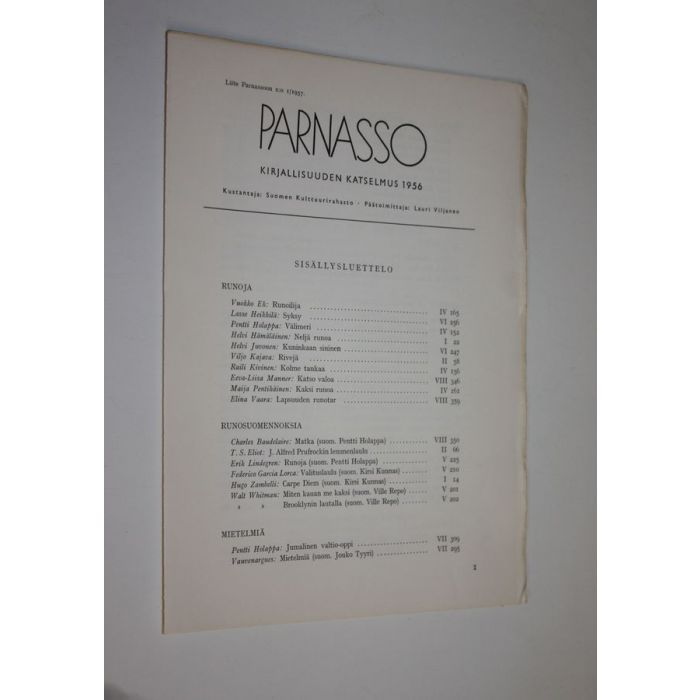 Liite Parnassoon n:o 1/1957.
PARNASSO
KIRJALLISUUDEN KATSELMUS 1956
Kustantaja: Suomen Kulttuurirahasto · Päätoimittaja: Lauri Viljanen
SISÄLLYSLUETTELO
RUNOJA
Vuokko Ek: Runoilija ........ IV 165
Lasse Heikkilä: Syksy ........ VI 256
Pentti Holappa: Välimeri ........ IV 152
Helvi Hämäläinen: Neljä runoa ........ I 22
Helvi Juvonen: Kuninkaan sininen ........ VI 247
Viljo Kajava: Rivejä ........ II 58
Raili Kivinen: Kolme tankaa ........ IV 156
Eeva-Liisa Manner: Katso valoa ........ VIII 346
Maija Pentikäinen: Kaksi runoa ........ IV 162
Elina Vaara: Lapsuuden runotar ........ VIII 359
RUNOSUOMENNOKSIA
Charles Baudelaire: Matka (suom. Pentti Holappa) ........ VIII 350
T. S. Eliot: J. Alfred Prufrockin lemmenlaulu ........ II 66
Erik Lindegren: Runoja (suom. Pentti Holappa) ........ V 225
Federico Garcia Lorca: Valituslaulu (suom. Kirsi Kunnas) ........ V 210
Hugo Zambelis: Carpe Diem (suom. Kirsi Kunnas) ........ I 14
Walt Whitman: Miten kauan me kaksi (suom. Ville Repo) ........ V 201
» » Brooklynin lautalla (suom. Ville Repo) ........ V 202
MIETELMIÄ
Pentti Holappa: Jumalinen valtio-oppi ........ VII 309
Vauvenargues: Mietelmiä (suom. Jouko Tyyri) ........ VII 295